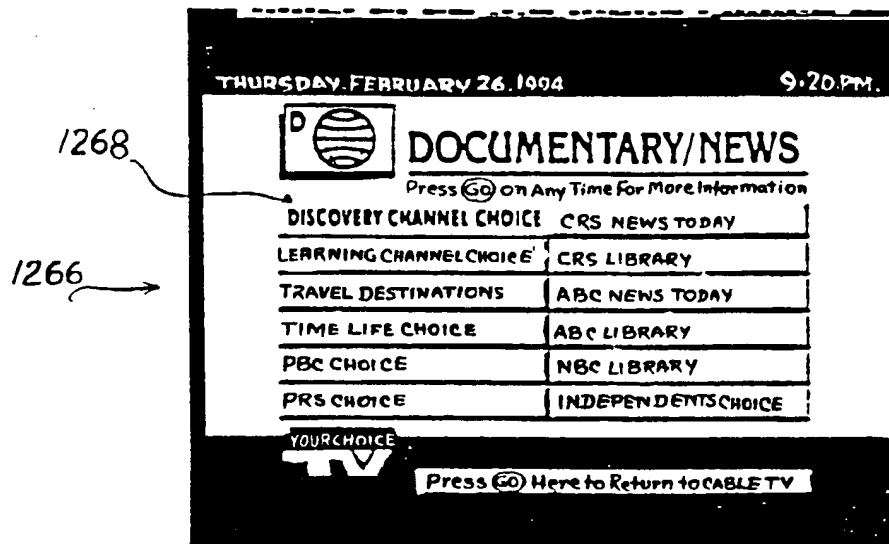 THURSDAY.FEBRUARY 26.1994 9.20.PM.
D
DOCUMENTARY/NEWS
Press GO on Any Time For More Information
1268
DISCOVERY CHANNEL CHOICE CRS NEWS TODAY
LEARNING CHANNEL CHOICE CRS LIBRARY
1266
TRAVEL DESTINATIONS ABC NEWS TODAY
TIME LIFE CHOICE ABC LIBRARY
PBC CHOICE NBC LIBRARY
PRS CHOICE INDEPENDENTS CHOICE
YOUR CHOICE
TV
Press GO Here to Return to CABLE TV